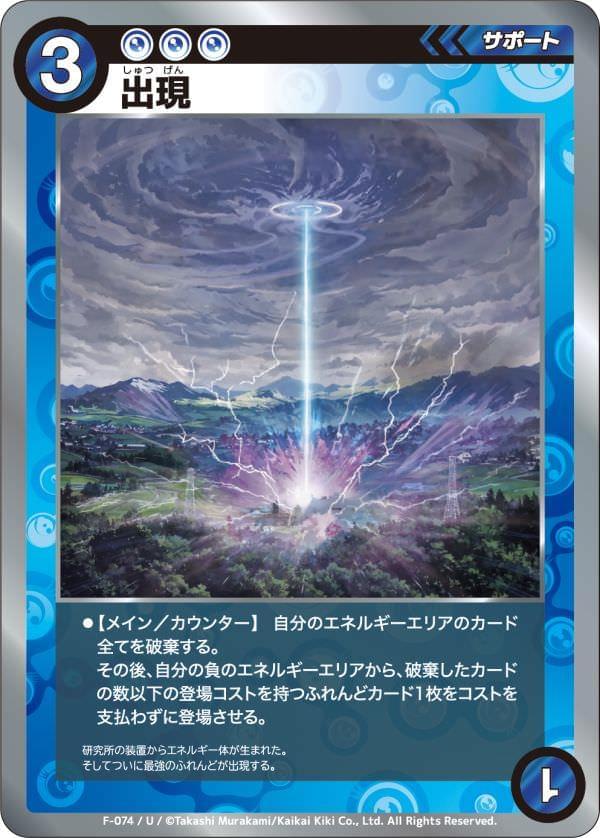 3
サポート
しゅつ げん
出現
●【メイン／カウンター】 自分のエネルギーエリアのカード
全てを破棄する。
その後、自分の負のエネルギーエリアから、破棄したカード
の数以下の登場コストを持つふれんどカード1枚をコストを
支払わずに登場させる。
研究所の装置からエネルギー体が生まれた。
そしてついに最強のふれんどが出現する。
1
F-074 / U / ©Takashi Murakami/Kaikai Kiki Co., Ltd. All Rights Reserved.